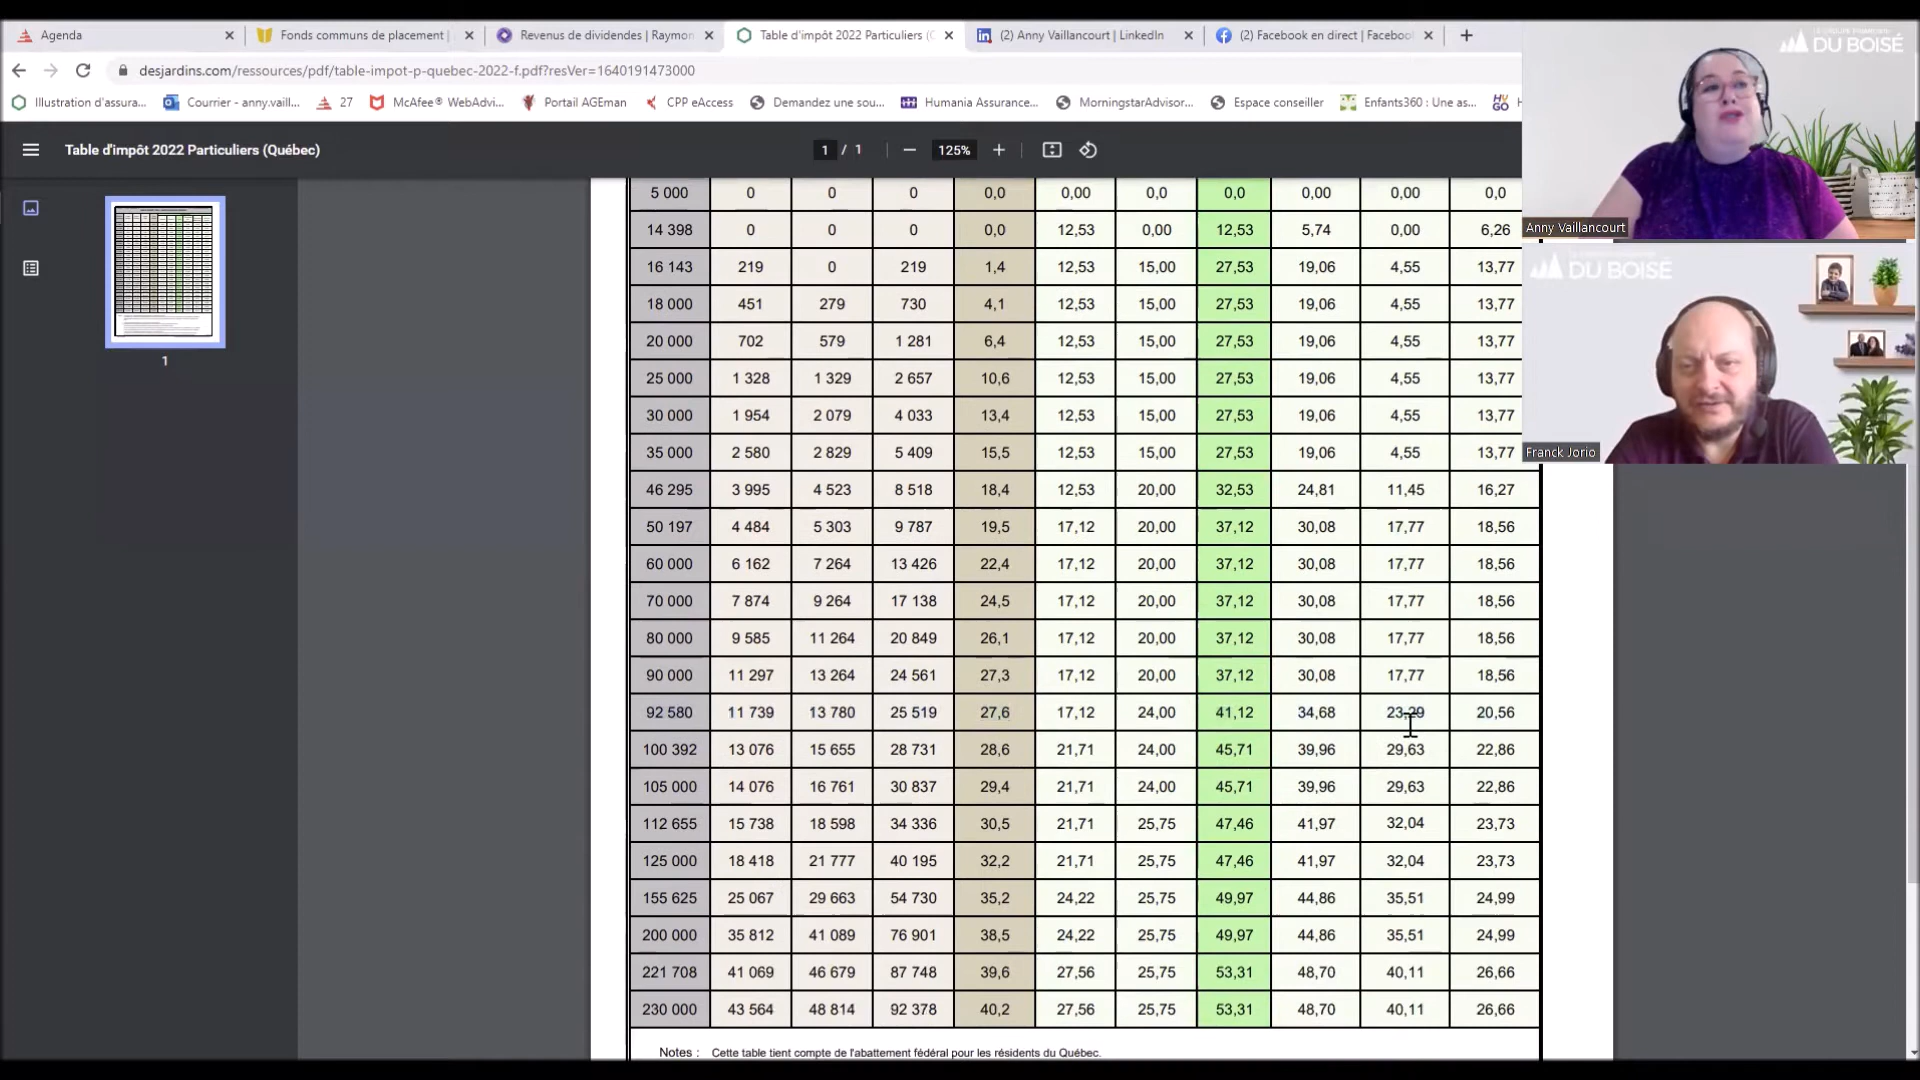 Agenda
Fonds communs de placement |
Revenus de dividendes | Raymon
Table d'impôt 2022 Particuliers (
(2) Anny Vaillancourt | LinkedIn
(2) Facebook en direct | Facebo
desjardins.com/ressources/pdf/table-impot-p-quebec-2022-f.pdf?resVer=1640191473000
Illustration d'assura...
Courrier - anny.vaill...
27
McAfee® WebAdvi...
Portail AGEman
CPP eAccess
Demandez une sou...
Humania Assurance...
MorningstarAdvisor...
Espace conseiller
Enfants360 : Une as...
HUGO
DU BOISÉ
Anny Vaillancourt
DU BOISÉ
Franck Jorio
Table d'impôt 2022 Particuliers (Québec)
1 / 1
125%
1
5 000 0 0 0 0,0 0,00 0,0 0,0 0,00 0,00 0,0
14 398 0 0 0 0,0 12,53 0,00 12,53 5,74 0,00 6,26
16 143 219 0 219 1,4 12,53 15,00 27,53 19,06 4,55 13,77
18 000 451 279 730 4,1 12,53 15,00 27,53 19,06 4,55 13,77
20 000 702 579 1 281 6,4 12,53 15,00 27,53 19,06 4,55 13,77
25 000 1 328 1 329 2 657 10,6 12,53 15,00 27,53 19,06 4,55 13,77
30 000 1 954 2 079 4 033 13,4 12,53 15,00 27,53 19,06 4,55 13,77
35 000 2 580 2 829 5 409 15,5 12,53 15,00 27,53 19,06 4,55 13,77
46 295 3 995 4 523 8 518 18,4 12,53 20,00 32,53 24,81 11,45 16,27
50 197 4 484 5 303 9 787 19,5 17,12 20,00 37,12 30,08 17,77 18,56
60 000 6 162 7 264 13 426 22,4 17,12 20,00 37,12 30,08 17,77 18,56
70 000 7 874 9 264 17 138 24,5 17,12 20,00 37,12 30,08 17,77 18,56
80 000 9 585 11 264 20 849 26,1 17,12 20,00 37,12 30,08 17,77 18,56
90 000 11 297 13 264 24 561 27,3 17,12 20,00 37,12 30,08 17,77 18,56
92 580 11 739 13 780 25 519 27,6 17,12 24,00 41,12 34,68 23,29 20,56
100 392 13 076 15 655 28 731 28,6 21,71 24,00 45,71 39,96 29,63 22,86
105 000 14 076 16 761 30 837 29,4 21,71 24,00 45,71 39,96 29,63 22,86
112 655 15 738 18 598 34 336 30,5 21,71 25,75 47,46 41,97 32,04 23,73
125 000 18 418 21 777 40 195 32,2 21,71 25,75 47,46 41,97 32,04 23,73
155 625 25 067 29 663 54 730 35,2 24,22 25,75 49,97 44,86 35,51 24,99
200 000 35 812 41 089 76 901 38,5 24,22 25,75 49,97 44,86 35,51 24,99
221 708 41 069 46 679 87 748 39,6 27,56 25,75 53,31 48,70 40,11 26,66
230 000 43 564 48 814 92 378 40,2 27,56 25,75 53,31 48,70 40,11 26,66
Notes : Cette table tient compte de l'abattement fédéral pour les résidents du Québec.